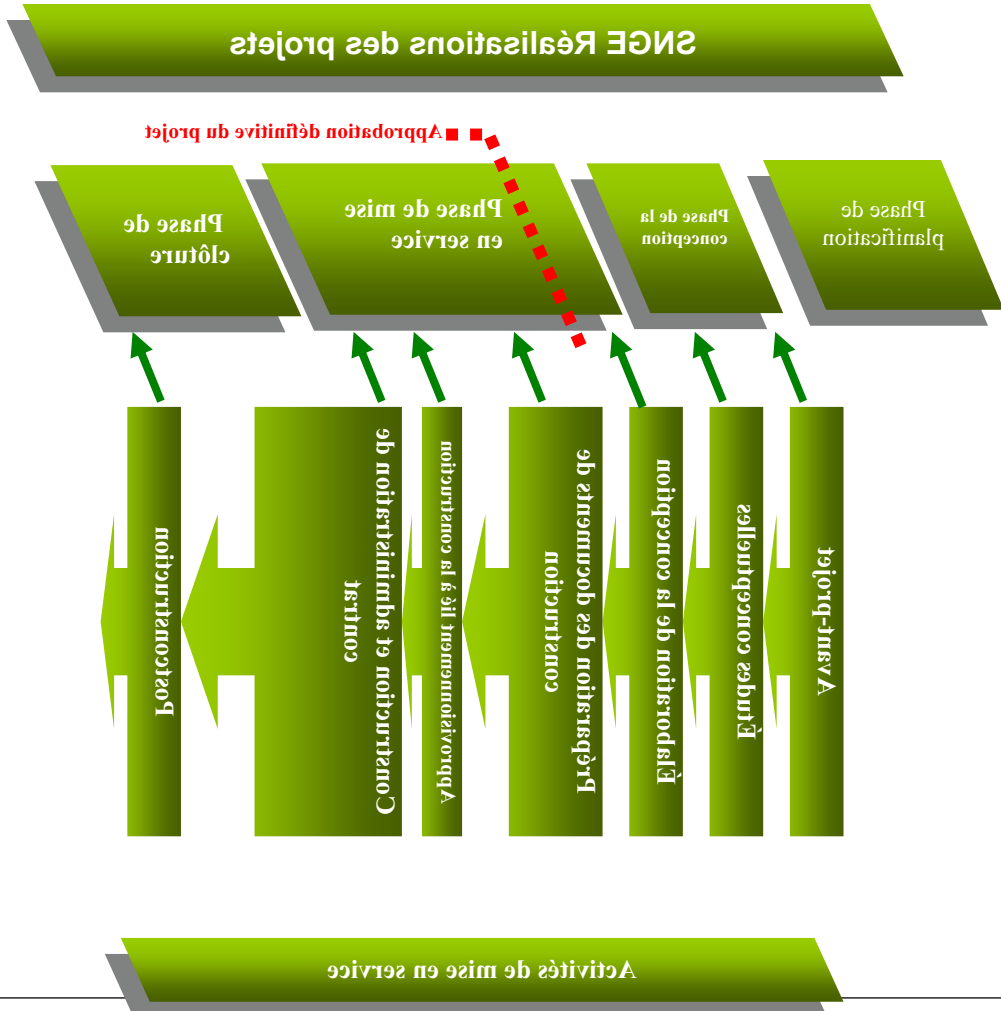 SNGE Réalisations des projets
Approbation définitive du projet
Phase de
planification
Phase de la
conception
Phase de mise
en service
Phase de
clôture
Avant-projet
Études conceptuelles
Élaboration de la conception
Préparation des documents de
construction
Approvisionnement lié à la construction
Construction et administration de
contrat
Postconstruction
Activités de mise en service